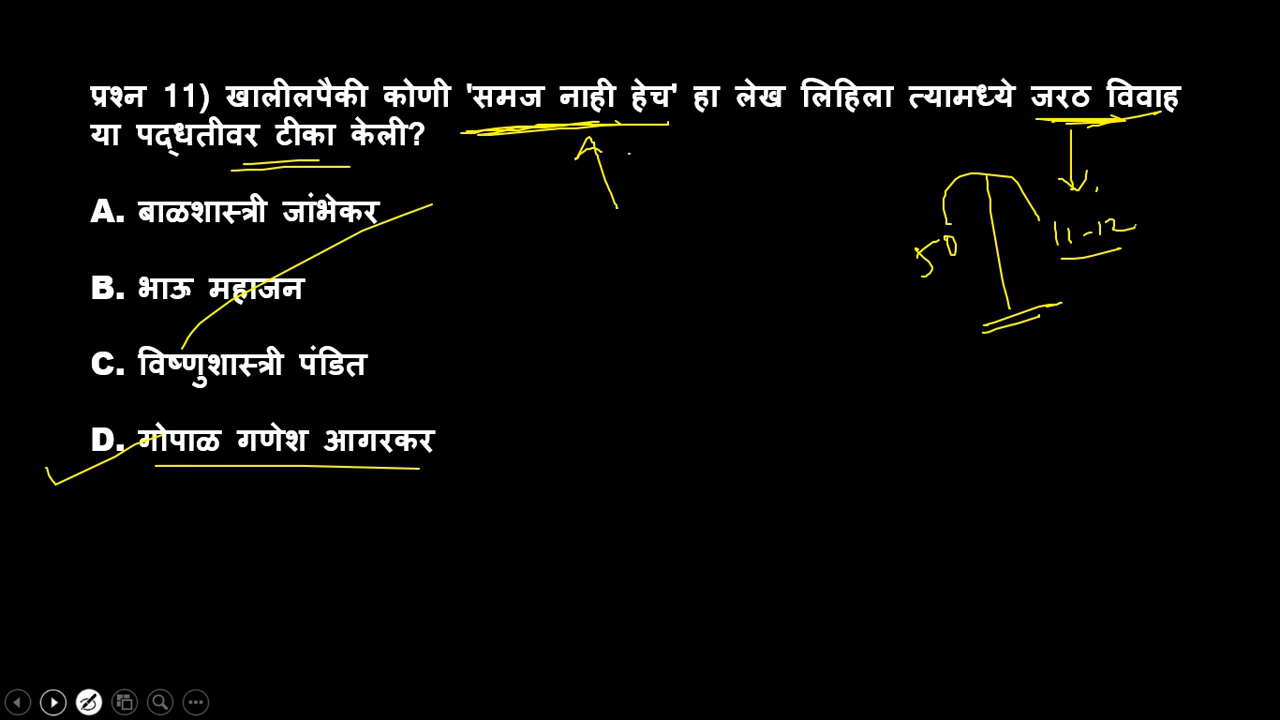 प्रश्न 11) खालीलपैकी कोणी 'समज नाही हेच' हा लेख लिहिला त्यामध्ये जरठ विवाह
या पद्धतीवर टीका केली?
A. बाळशास्त्री जांभेकर
B. भाऊ महाजन
C. विष्णुशास्त्री पंडित
D. गोपाळ गणेश आगरकर
50
11-12